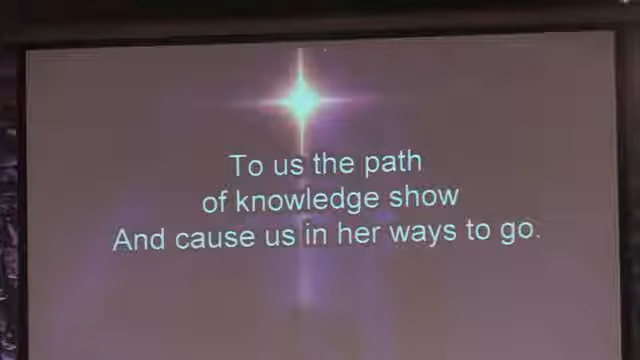 To us the path
of knowledge show
And cause us in her ways to go.